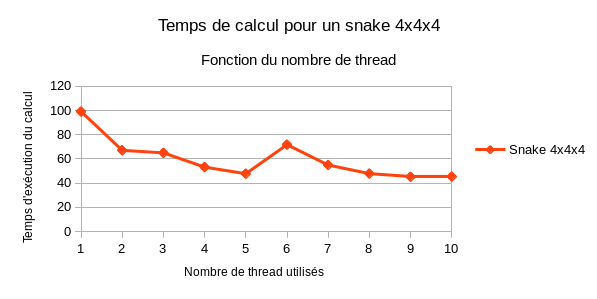 Temps de calcul pour un snake 4x4x4
Fonction du nombre de thread
Temps d'exécution du calcul
120
100
80
60
40
20
0
1 2 3 4 5 6 7 8 9 10
Nombre de thread utilisés
Snake 4x4x4